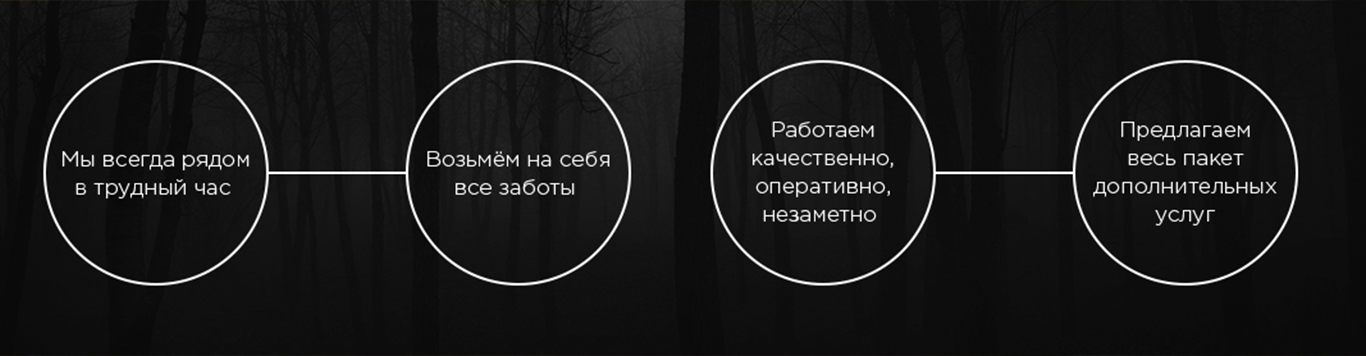 Мы всегда рядом
в трудный час
Возьмём на себя
все заботы
Работаем
качественно,
оперативно,
незаметно
Предлагаем
весь пакет
дополнительных
услуг